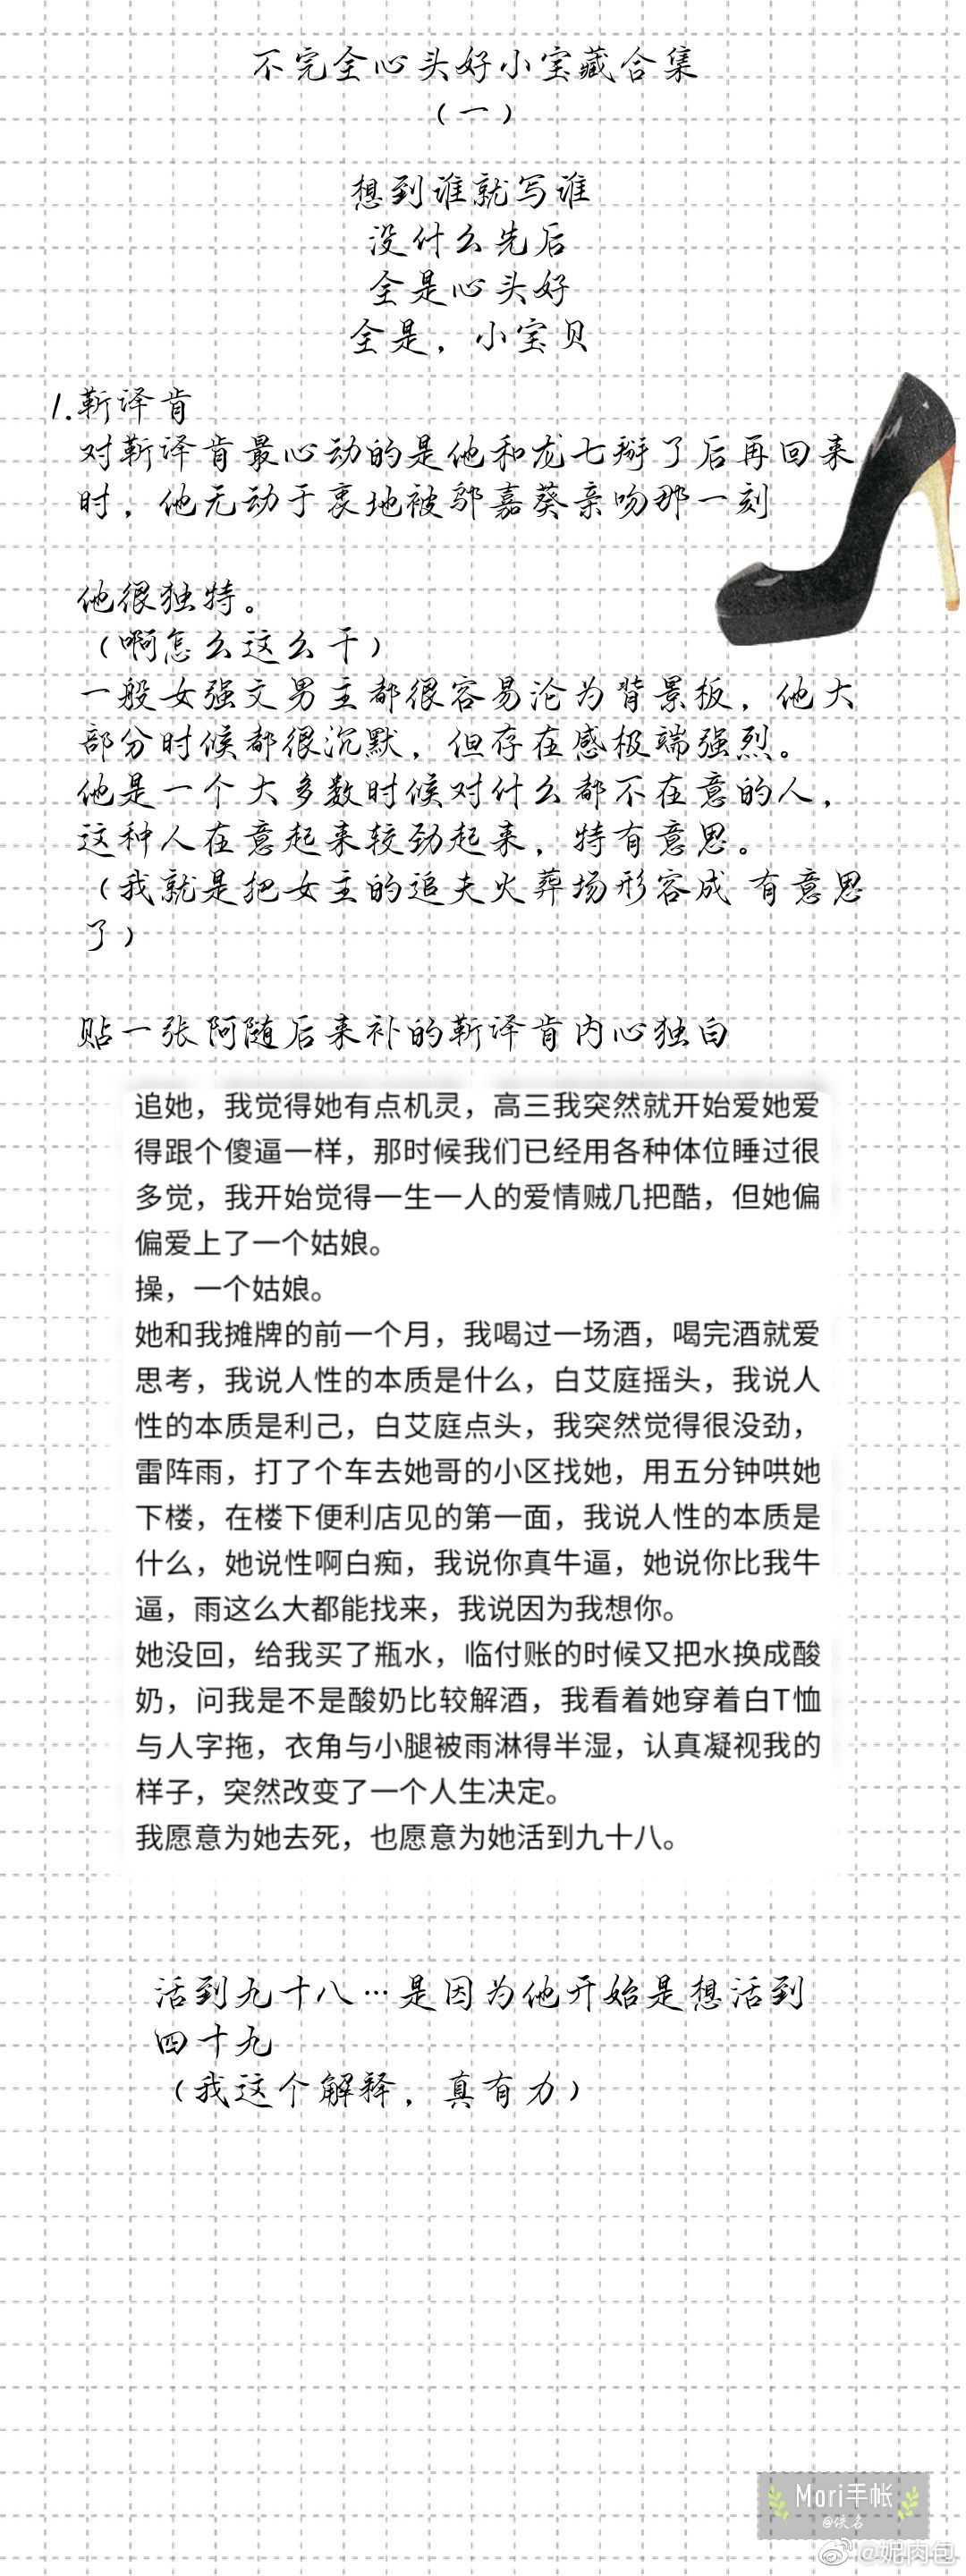 不完全心头好小宝藏合集
（一）
想到谁就写谁
没什么先后
全是心头好
全是，小宝贝
1.靳译肯
对靳译肯最心动的是他和龙七掰了后再回来
时，他无动于衷地被邬嘉葵亲吻那一刻
他很独特。
（啊怎么这么干）
一般女强文男主都很容易沦为背景板，他大
部分时候都很沉默，但存在感极端强烈。
他是一个大多数时候对什么都不在意的人，
这种人在意起来较劲起来，特有意思。
（我就是把女主的追夫火葬场形容成 有意思
了）
贴一张阿随后来补的靳译肯内心独白
追她，我觉得她有点机灵，高三我突然就开始爱她爱
得跟个傻逼一样，那时候我们已经用各种体位睡过很
多觉，我开始觉得一生一人的爱情贼几把酷，但她偏
偏爱上了一个姑娘。
操，一个姑娘。
她和我摊牌的前一个月，我喝过一场酒，喝完酒就爱
思考，我说人性的本质是什么，白艾庭摇头，我说人
性的本质是利己，白艾庭点头，我突然觉得很没劲，
雷阵雨，打了个车去她哥的小区找她，用五分钟哄她
下楼，在楼下便利店见的第一面，我说人性的本质是
什么，她说性啊白痴，我说你真牛逼，她说你比我牛
逼，雨这么大都能找来，我说因为我想你。
她没回，给我买了瓶水，临付账的时候又把水换成酸
奶，问我是不是酸奶比较解酒，我看着她穿着白T恤
与人字拖，衣角与小腿被雨淋得半湿，认真凝视我的
样子，突然改变了一个人生决定。
我愿意为她去死，也愿意为她活到九十八。
活到九十八…是因为他开始是想活到
四十九
（我这个解释，真有力）
Mori手帐
@佚名
@妮肉包